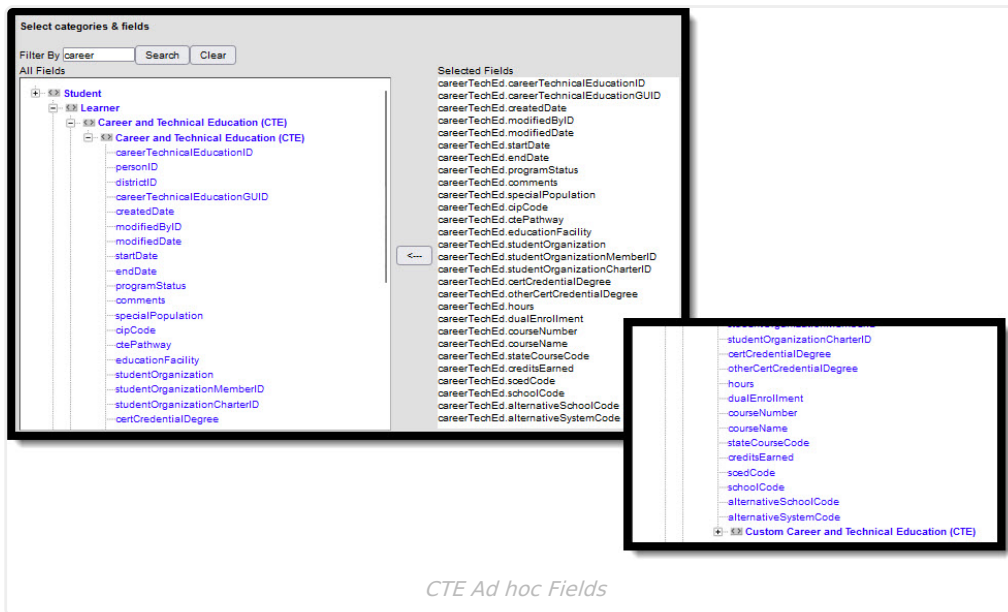 Select categories & fields
Filter By career Search Clear
All Fields
Student
Learner
Career and Technical Education (CTE)
Career and Technical Education (CTE)
careerTechnicalEducationID
personID
districtID
careerTechnicalEducationGUID
createdDate
modifiedByID
modifiedDate
startDate
endDate
programStatus
comments
specialPopulation
cipCode
ctePathway
educationFacility
studentOrganization
studentOrganizationMemberID
studentOrganizationCharterID
certCredentialDegree
<---
Selected Fields
careerTechEd.careerTechnicalEducationID
careerTechEd.careerTechnicalEducationGUID
careerTechEd.createdDate
careerTechEd.modifiedByID
careerTechEd.modifiedDate
careerTechEd.startDate
careerTechEd.endDate
careerTechEd.programStatus
careerTechEd.comments
careerTechEd.specialPopulation
careerTechEd.cipCode
careerTechEd.ctePathway
careerTechEd.educationFacility
careerTechEd.studentOrganization
careerTechEd.studentOrganizationMemberID
careerTechEd.studentOrganizationCharterID
careerTechEd.certCredentialDegree
careerTechEd.otherCertCredentialDegree
careerTechEd.hours
careerTechEd.dualEnrollment
careerTechEd.courseNumber
careerTechEd.courseName
careerTechEd.stateCourseCode
careerTechEd.creditsEarned
careerTechEd.scedCode
careerTechEd.schoolCode
careerTechEd.alternativeSchoolCode
careerTechEd.alternativeSystemCode
studentOrganizationCharterID
certCredentialDegree
otherCertCredentialDegree
hours
dualEnrollment
courseNumber
courseName
stateCourseCode
creditsEarned
scedCode
schoolCode
alternativeSchoolCode
alternativeSystemCode
Custom Career and Technical Education (CTE)
CTE Ad hoc Fields